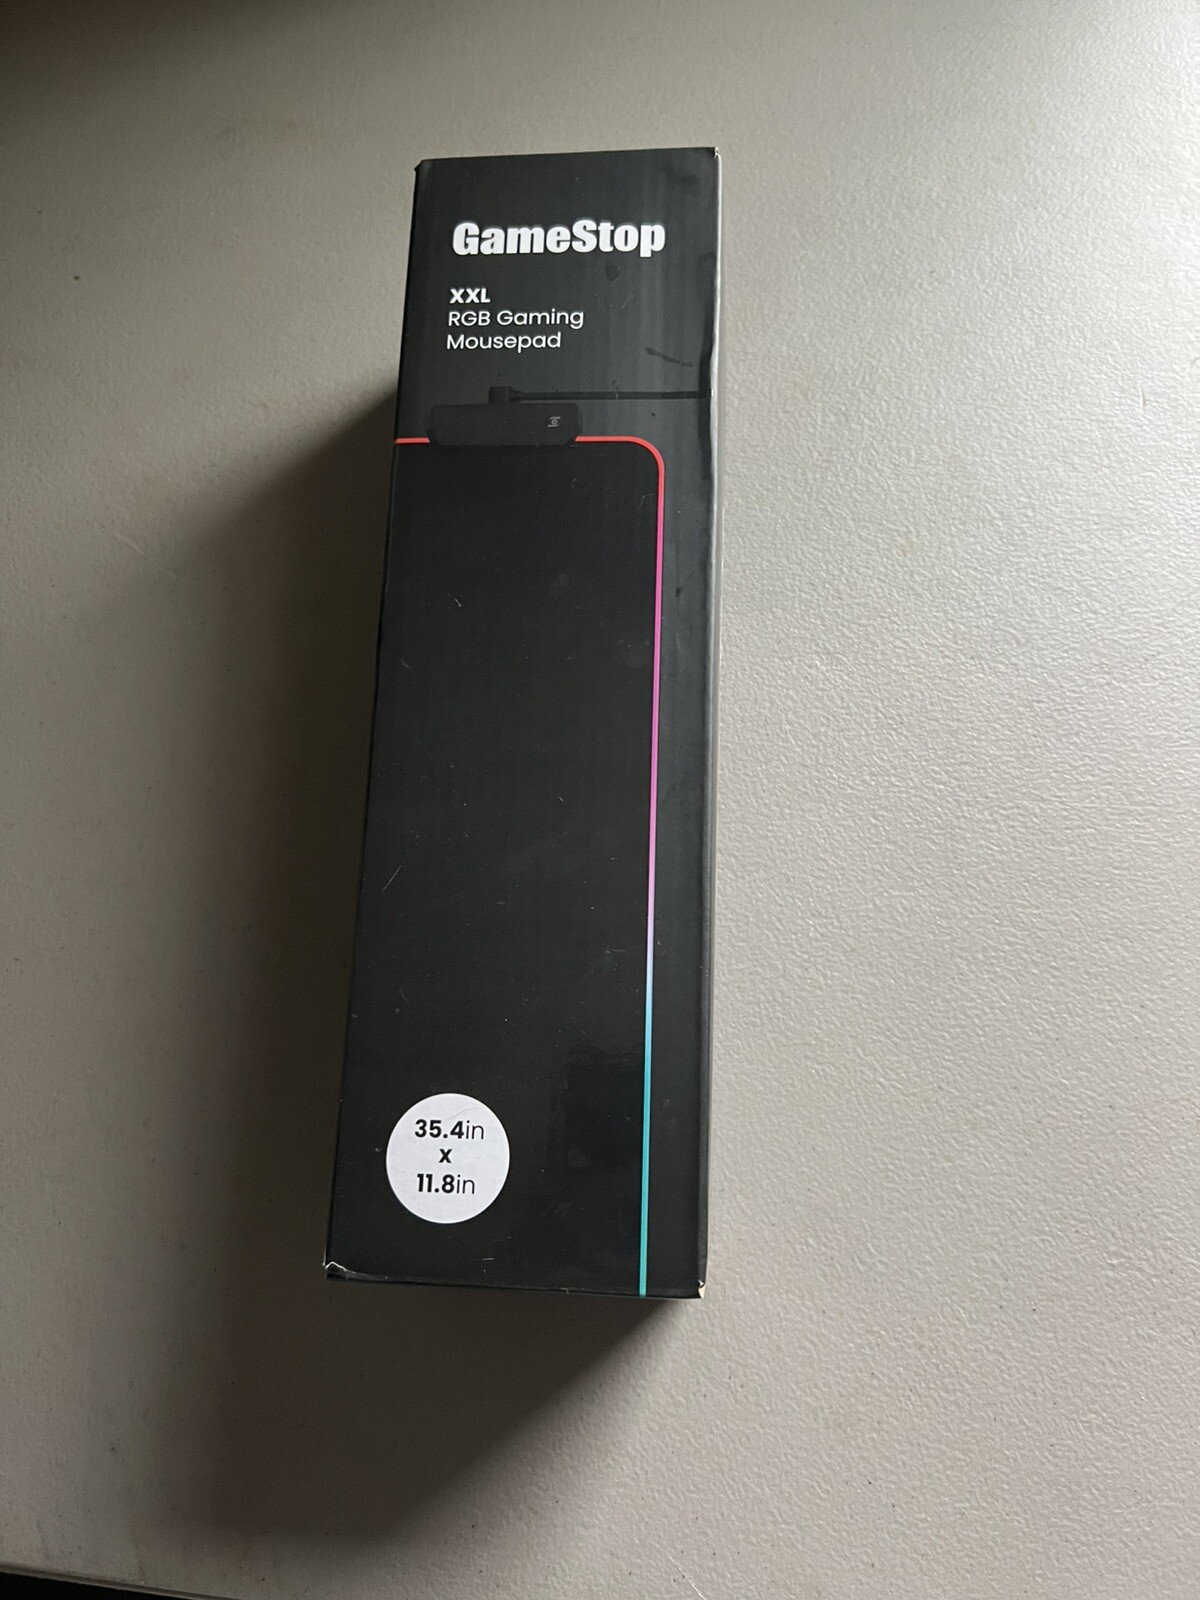 GameStop
XXL
RGB Gaming
Mousepad
35.4in
x
11.8in